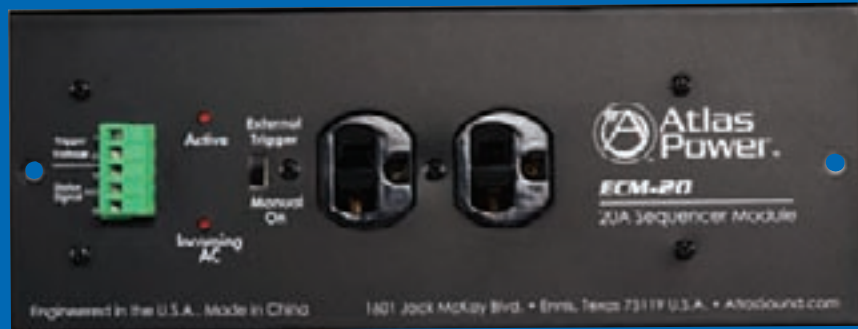 Trigger
Voltage
Status
Signal
Active
Incoming
AC
External
Trigger
Manual
On
Atlas
Power®
ECM-20
20A Sequencer Module
Engineered in the U.S.A. Made in China
1601 Jack McKay Blvd. • Ennis, Texas 75119 U.S.A. • AtlasSound.com